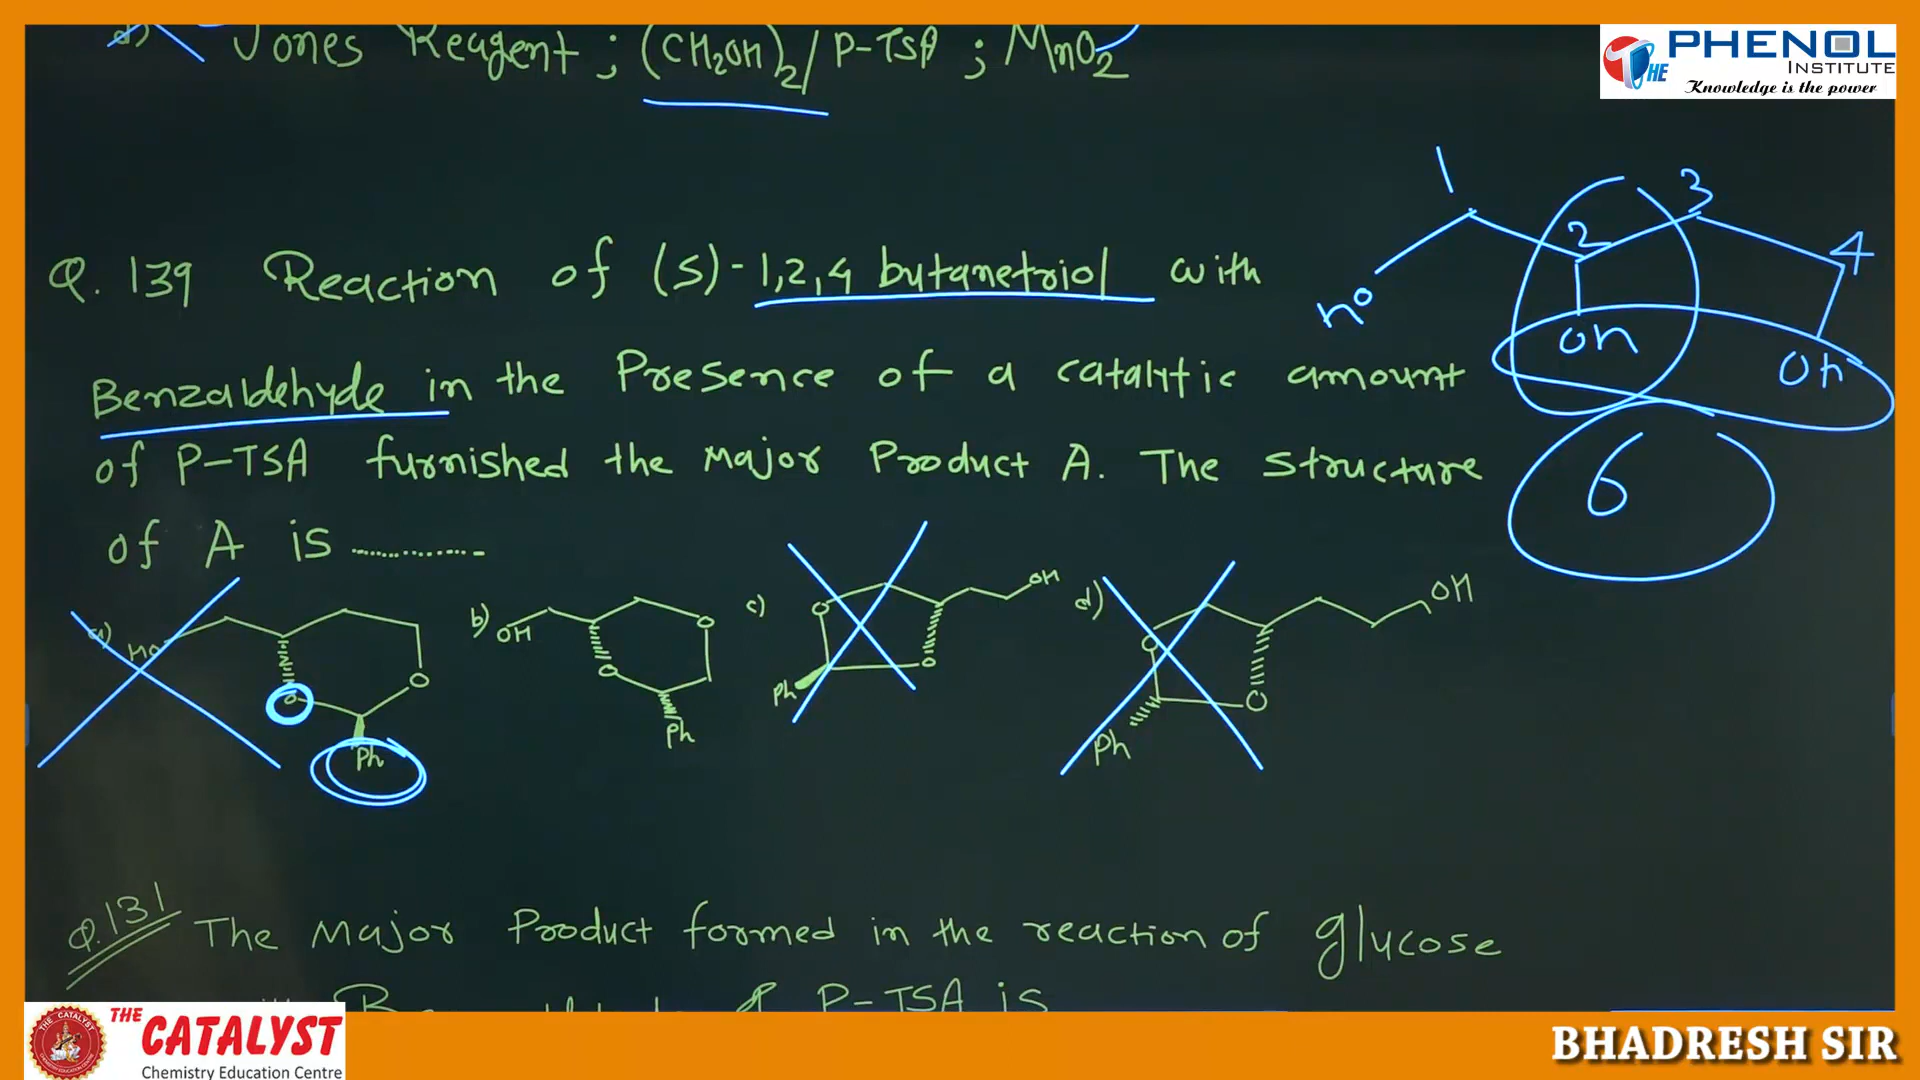 d) Jones Reagent ; (CH2OH)2/ P-TSA ; MnO2
THE PHENOL
INSTITUTE
Knowledge is the power
1 2 3 4
HO OH OH
6
Q. 139 Reaction of (S)-1,2,4 butanetriol with
Benzaldehyde in the Presence of a catalytic amount
of P-TSA furnished the Major Product A. The structure
of A is ..............
a) HO O O Ph
b) OH O O Ph
c) O O OH Ph
d) O O OH Ph
Q.131 The Major Product formed in the reaction of glucose
P-TSA is
THE CATALYST
THE CATALYST
Chemistry Education Centre
BHADRESH SIR